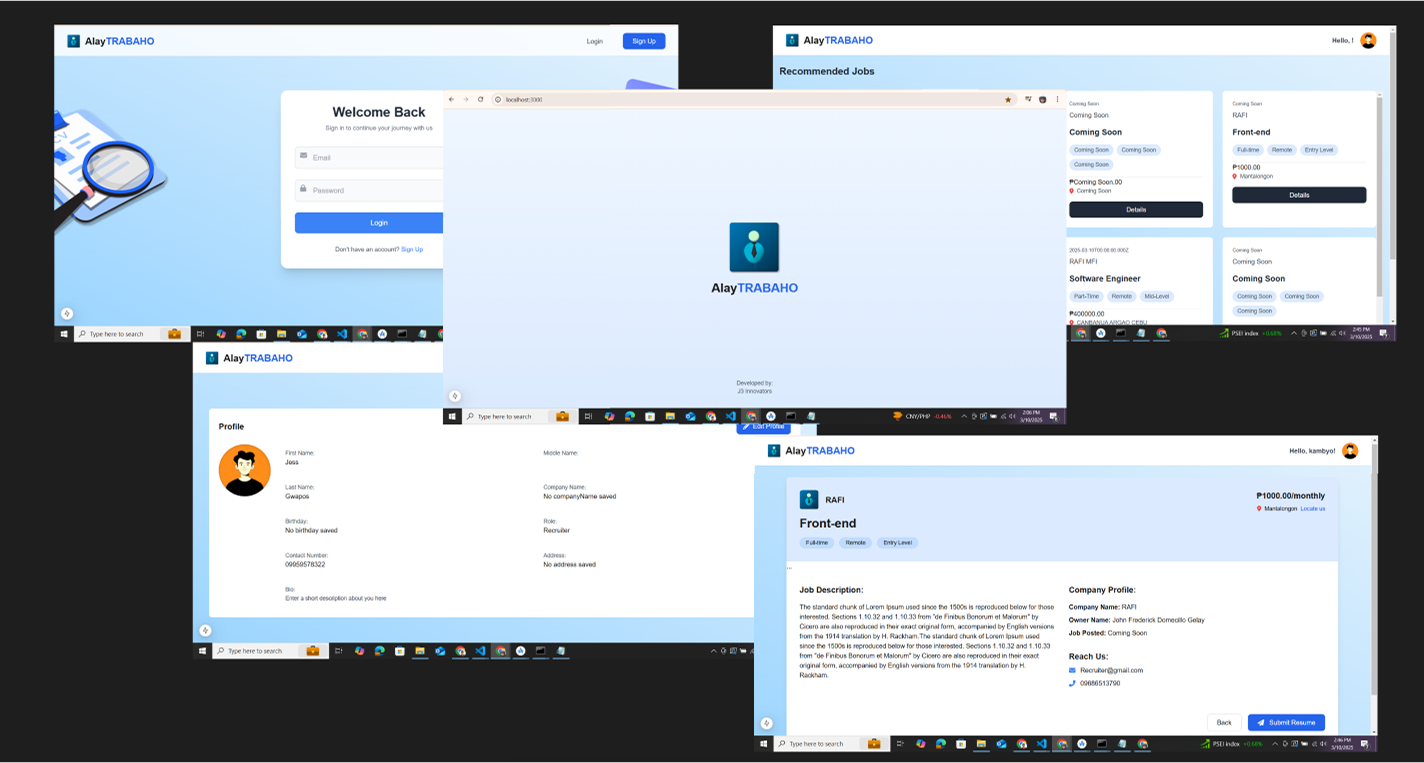 AlayTRABAHO
Login
Sign Up
Welcome Back
Sign in to continue your journey with us
Email
Password
Login
Don't have an account? Sign Up
Type here to search
AlayTRABAHO
Hello, !
Recommended Jobs
Coming Soon
Coming Soon
Coming Soon
Coming Soon
Coming Soon
Coming Soon
₱Coming Soon.00
Coming Soon
Details
Coming Soon
RAFI
Front-end
Full-time
Remote
Entry Level
₱1000.00
Mantalongon
Details
2025-03-10T00:00:00.000Z
RAFI MFI
Software Engineer
Part-Time
Remote
Mid-Level
₱400000.00
CANBANUA ARGAO CEBU
Coming Soon
Coming Soon
Coming Soon
Coming Soon
Coming Soon
Coming Soon
PSEI index +0.68%
2:45 PM
3/10/2025
localhost:3000
AlayTRABAHO
Developed by:
J3 Innovators
Type here to search
CNY/PHP -0.46%
2:06 PM
3/10/2025
AlayTRABAHO
Edit Profile
Profile
First Name:
Jess
Middle Name:
Last Name:
Gwapos
Company Name:
No companyName saved
Birthday:
No birthday saved
Role:
Recruiter
Contact Number:
09959578322
Address:
No address saved
Bio:
Enter a short description about you here
Type here to search
AlayTRABAHO
Hello, kambyo!
RAFI
₱1000.00/monthly
Mantalongon Locate us
Front-end
Full-time
Remote
Entry Level
...
Job Description:
The standard chunk of Lorem Ipsum used since the 1500s is reproduced below for those
interested. Sections 1.10.32 and 1.10.33 from "de Finibus Bonorum et Malorum" by
Cicero are also reproduced in their exact original form, accompanied by English versions
from the 1914 translation by H. Rackham.The standard chunk of Lorem Ipsum used
since the 1500s is reproduced below for those interested. Sections 1.10.32 and 1.10.33
from "de Finibus Bonorum et Malorum" by Cicero are also reproduced in their exact
original form, accompanied by English versions from the 1914 translation by H.
Rackham.
Company Profile:
Company Name: RAFI
Owner Name: John Frederick Domecillo Gelay
Job Posted: Coming Soon
Reach Us:
Recruiter@gmail.com
09686513790
Back
Submit Resume
Type here to search
PSEI index +0.68%
2:46 PM
3/10/2025